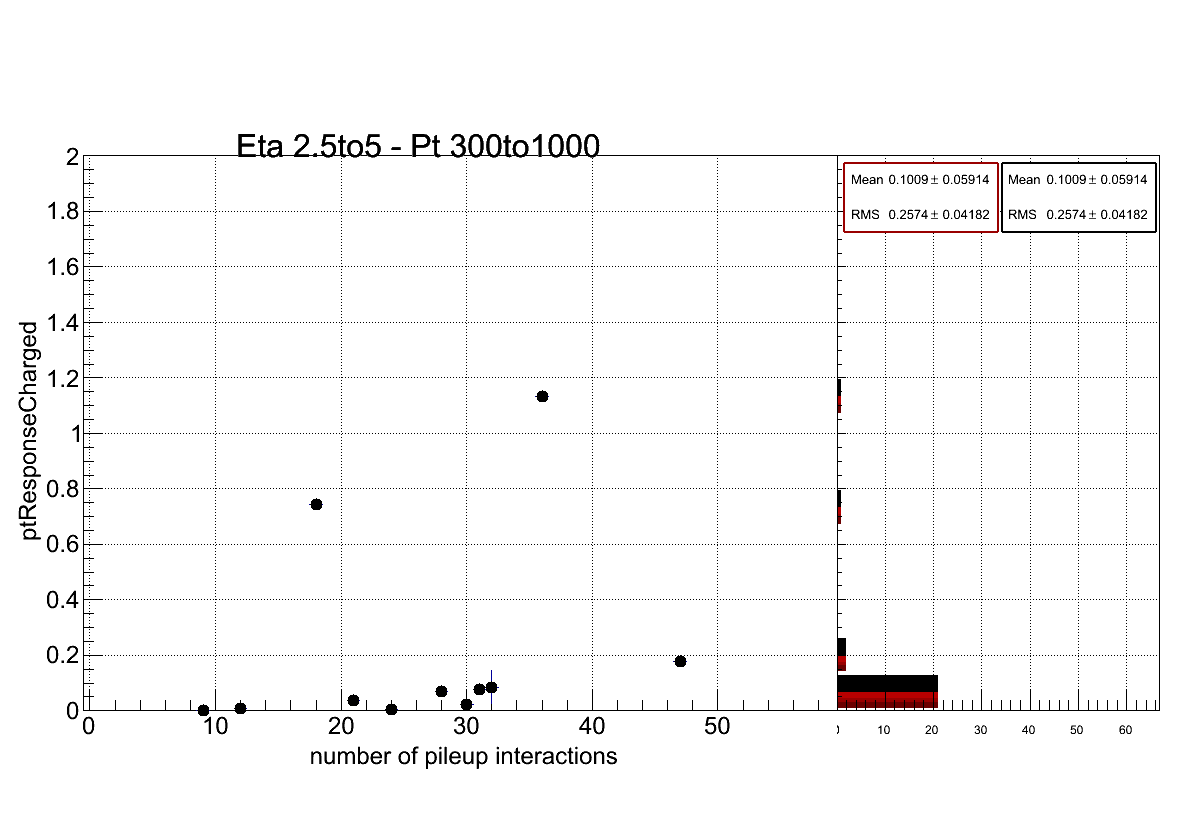 Eta 2.5to5 - Pt 300to1000
ptResponseCharged
2
1.8
1.6
1.4
1.2
1
0.8
0.6
0.4
0.2
0
0 10 20 30 40 50
number of pileup interactions
Mean 0.1009 ± 0.05914
RMS 0.2574 ± 0.04182
Mean 0.1009 ± 0.05914
RMS 0.2574 ± 0.04182
10 20 30 40 50 60